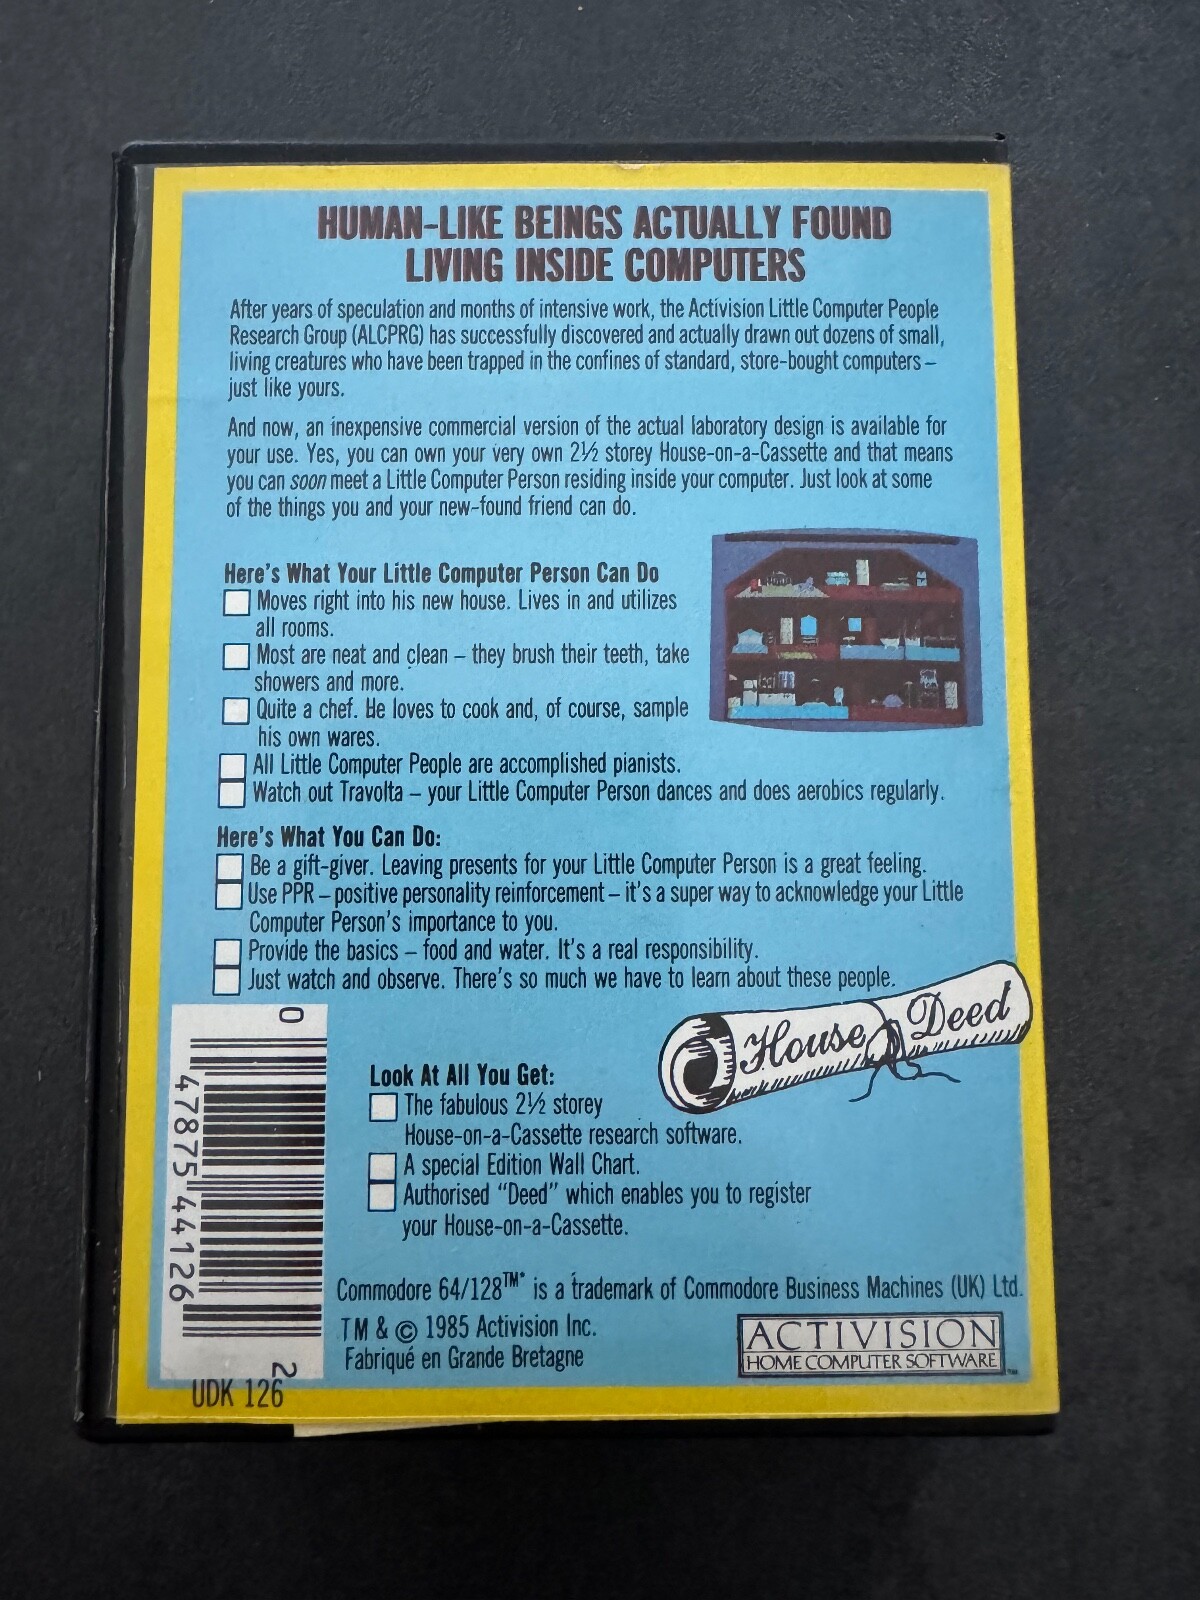 HUMAN-LIKE BEINGS ACTUALLY FOUND
LIVING INSIDE COMPUTERS
After years of speculation and months of intensive work, the Activision Little Computer People
Research Group (ALCPRG) has successfully discovered and actually drawn out dozens of small,
living creatures who have been trapped in the confines of standard, store-bought computers –
just like yours.
And now, an inexpensive commercial version of the actual laboratory design is available for
your use. Yes, you can own your very own 2½ storey House-on-a-Cassette and that means
you can soon meet a Little Computer Person residing inside your computer. Just look at some
of the things you and your new-found friend can do.
Here's What Your Little Computer Person Can Do
Moves right into his new house. Lives in and utilizes
all rooms.
Most are neat and clean – they brush their teeth, take
showers and more.
Quite a chef. He loves to cook and, of course, sample
his own wares.
All Little Computer People are accomplished pianists.
Watch out Travolta – your Little Computer Person dances and does aerobics regularly.
Here's What You Can Do:
Be a gift-giver. Leaving presents for your Little Computer Person is a great feeling.
Use PPR – positive personality reinforcement – it's a super way to acknowledge your Little
Computer Person's importance to you.
Provide the basics – food and water. It's a real responsibility.
Just watch and observe. There's so much we have to learn about these people.
House Deed
Look At All You Get:
The fabulous 2½ storey
House-on-a-Cassette research software.
A special Edition Wall Chart.
Authorised "Deed" which enables you to register
your House-on-a-Cassette.
0 47875 44126 2
Commodore 64/128™* is a trademark of Commodore Business Machines (UK) Ltd.
TM & © 1985 Activision Inc.
Fabriqué en Grande Bretagne
ACTIVISION
HOME COMPUTER SOFTWARE™
UDK 126